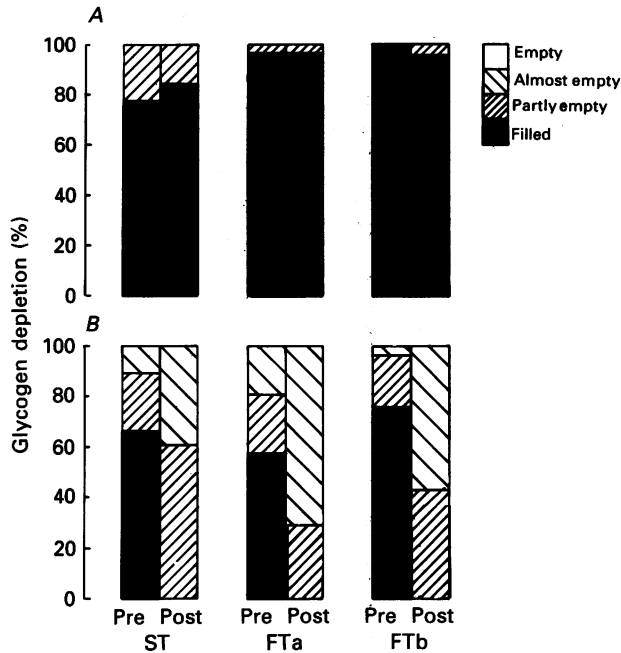 A
100
80
60
40
20
0
Empty
Almost empty
Partly empty
Filled
Glycogen depletion (%)
B
100
80
60
40
20
0
Pre Post Pre Post Pre Post
ST FTa FTb